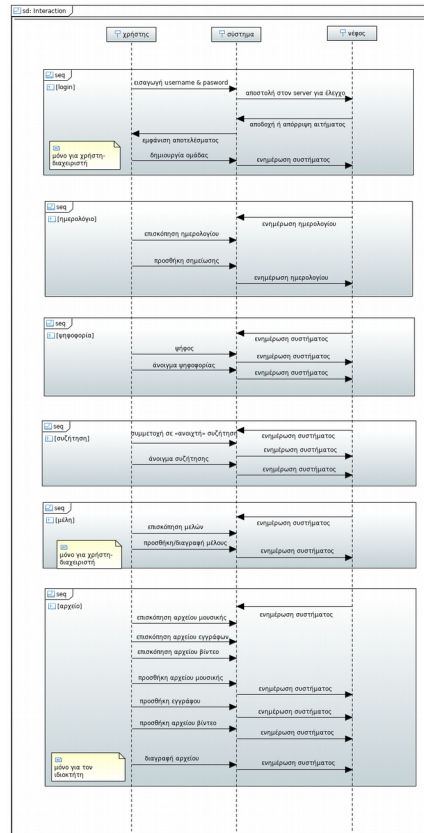 sd: Interaction
χρήστης
σύστημα
νέφος
seq
[login]
εισαγωγή username & pasword
αποστολή στον server για έλεγχο
αποδοχή ή απόρριψη αιτήματος
εμφάνιση αποτελέσματος
μόνο για χρήστη-
διαχειριστή
δημιουργία ομάδας
ενημέρωση συστήματος
seq
[ημερολόγιο]
ενημέρωση ημερολογίου
επισκόπηση ημερολογίου
προσθήκη σημείωσης
ενημέρωση ημερολογίου
seq
[ψηφοφορία]
ενημέρωση συστήματος
ψήφος
ενημέρωση συστήματος
άνοιγμα ψηφοφορίας
ενημέρωση συστήματος
seq
[συζήτηση]
συμμετοχή σε «ανοιχτή» συζήτηση
ενημέρωση συστήματος
ενημέρωση συστήματος
άνοιγμα συζήτησης
ενημέρωση συστήματος
seq
[μέλη]
ενημέρωση συστήματος
επισκόπηση μελών
προσθήκη/διαγραφή μέλους
μόνο για χρήστη-
διαχειριστή
ενημέρωση συστήματος
seq
[αρχείο]
ενημέρωση συστήματος
επισκόπηση αρχείου μουσικής
επισκόπηση αρχείου εγγράφων
επισκόπηση αρχείου βίντεο
προσθήκη αρχείου μουσικής
ενημέρωση συστήματος
προσθήκη εγγράφου
ενημέρωση συστήματος
προσθήκη αρχείου βίντεο
ενημέρωση συστήματος
μόνο για τον
ιδιοκτήτη
διαγραφή αρχείου
ενημέρωση συστήματος